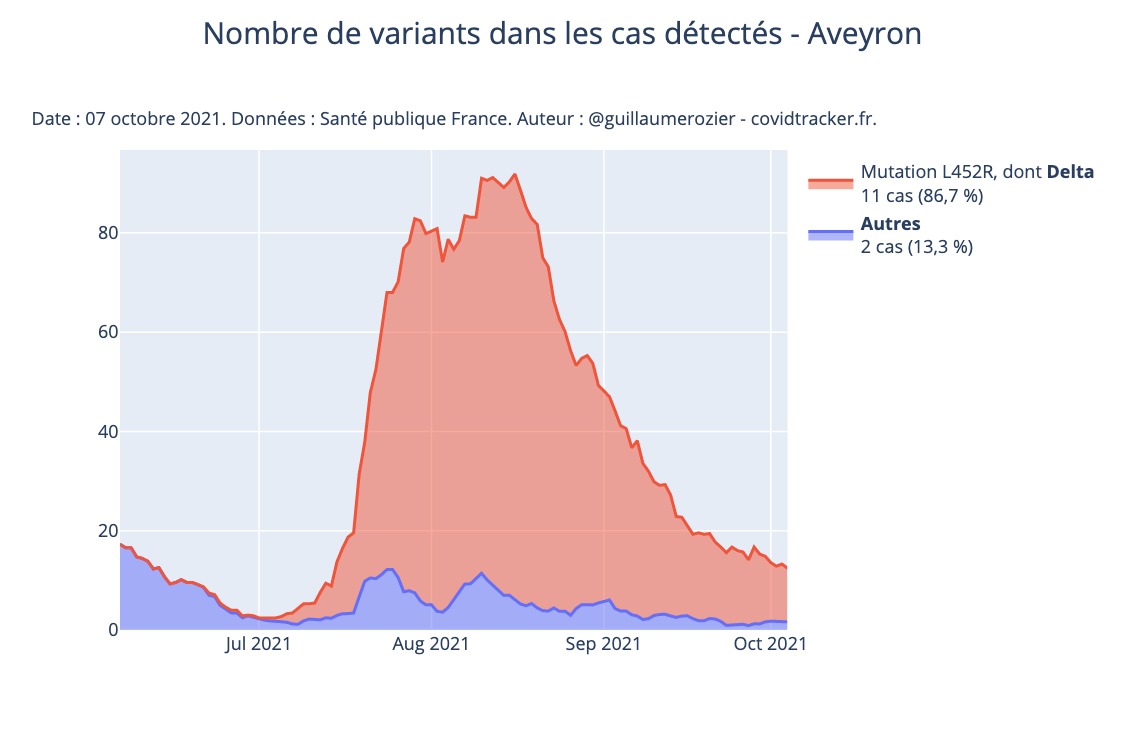 Nombre de variants dans les cas détectés - Aveyron
Date : 07 octobre 2021. Données : Santé publique France. Auteur : @guillaumerozier - covidtracker.fr.
Mutation L452R, dont Delta
11 cas (86,7 %)
Autres
2 cas (13,3 %)
80
60
40
20
0
Jul 2021
Aug 2021
Sep 2021
Oct 2021